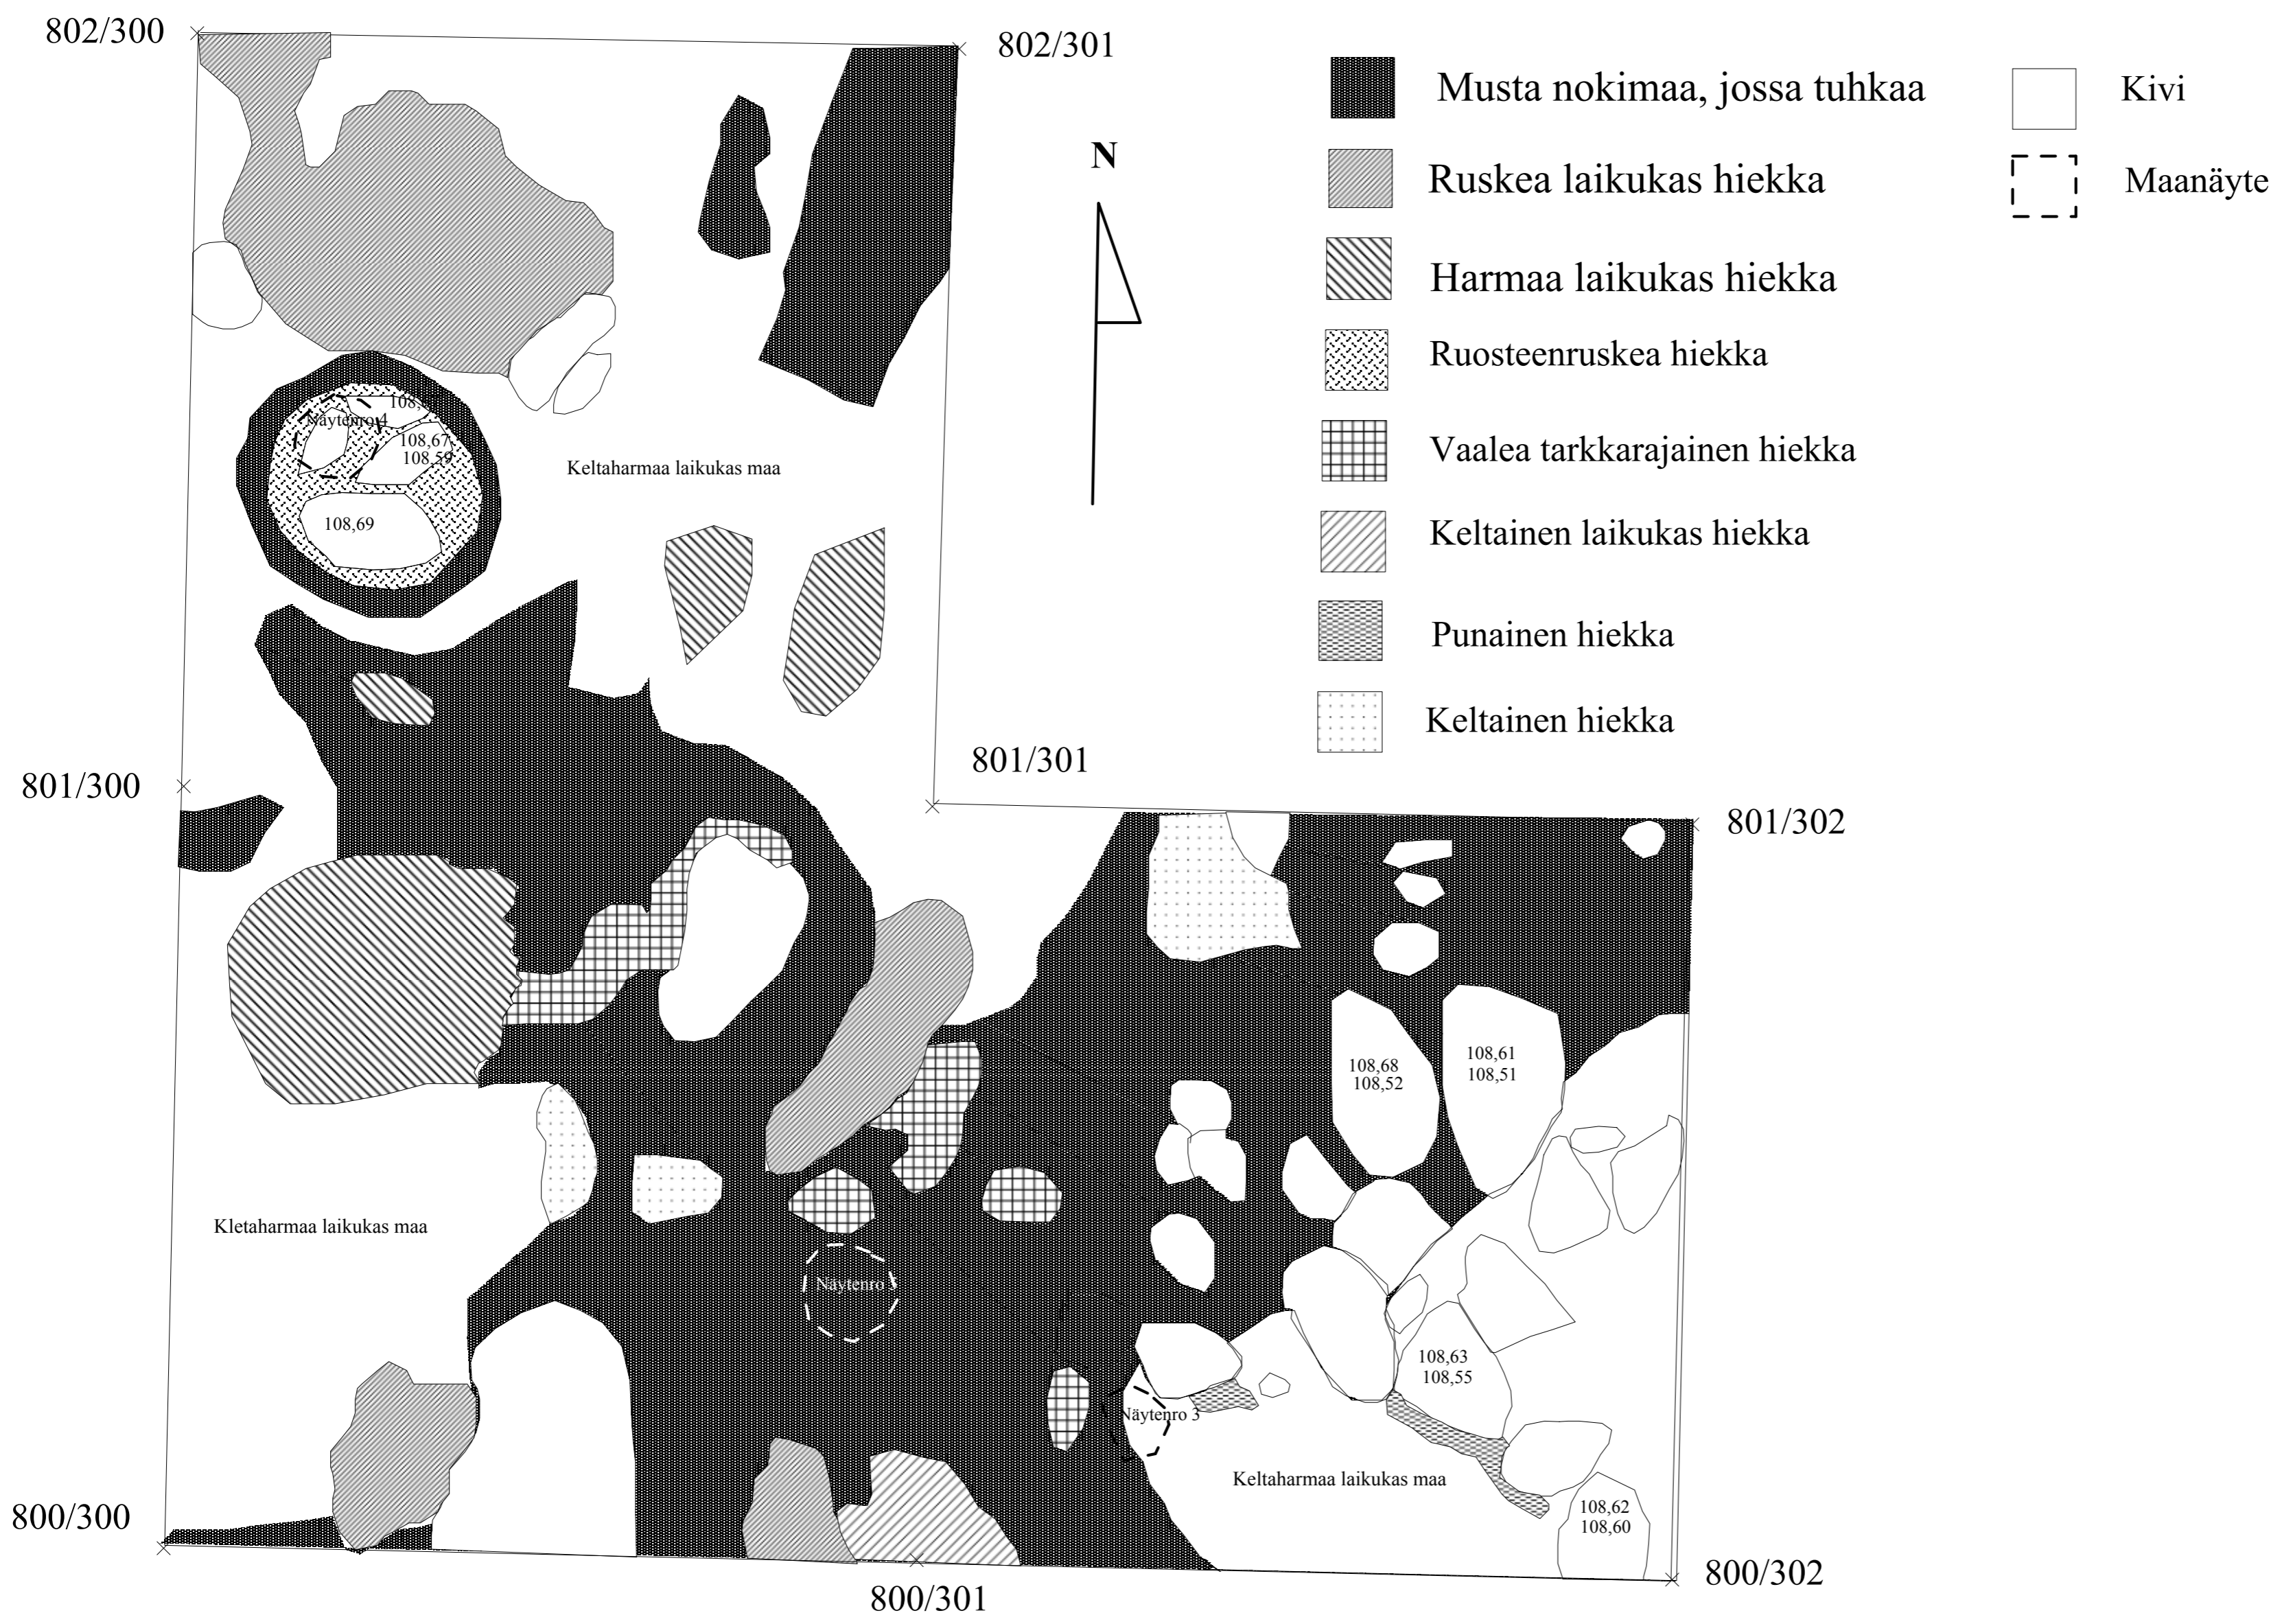 802/300
802/301
Musta nokimaa, jossa tuhkaa
Kivi
N
Ruskea laikukas hiekka
Maanäyte
Harmaa laikukas hiekka
Ruosteenruskea hiekka
Näytenro 4
108,67
108,59
Keltaharmaa laikukas maa
Vaalea tarkkarajainen hiekka
108,69
Keltainen laikukas hiekka
Punainen hiekka
Keltainen hiekka
801/300
801/301
801/302
108,68
108,52
108,61
108,51
Kletaharmaa laikukas maa
Näytenro
108,63
108,55
Näytenro 3
Keltaharmaa laikukas maa
108,62
108,60
800/300
800/301
800/302